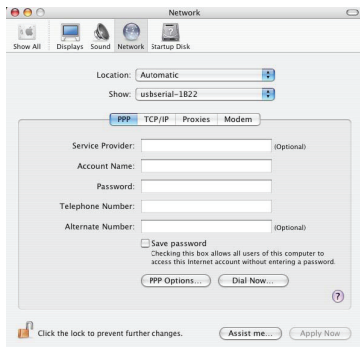 Network
Show All Displays Sound Network Startup Disk
Location: Automatic
Show: usbserial-1B22
PPP TCP/IP Proxies Modem
Service Provider: (Optional)
Account Name:
Password:
Telephone Number:
Alternate Number: (Optional)
Save password
Checking this box allows all users of this computer to
access this Internet account without entering a password.
PPP Options... Dial Now...
?
Click the lock to prevent further changes. Assist me... Apply Now